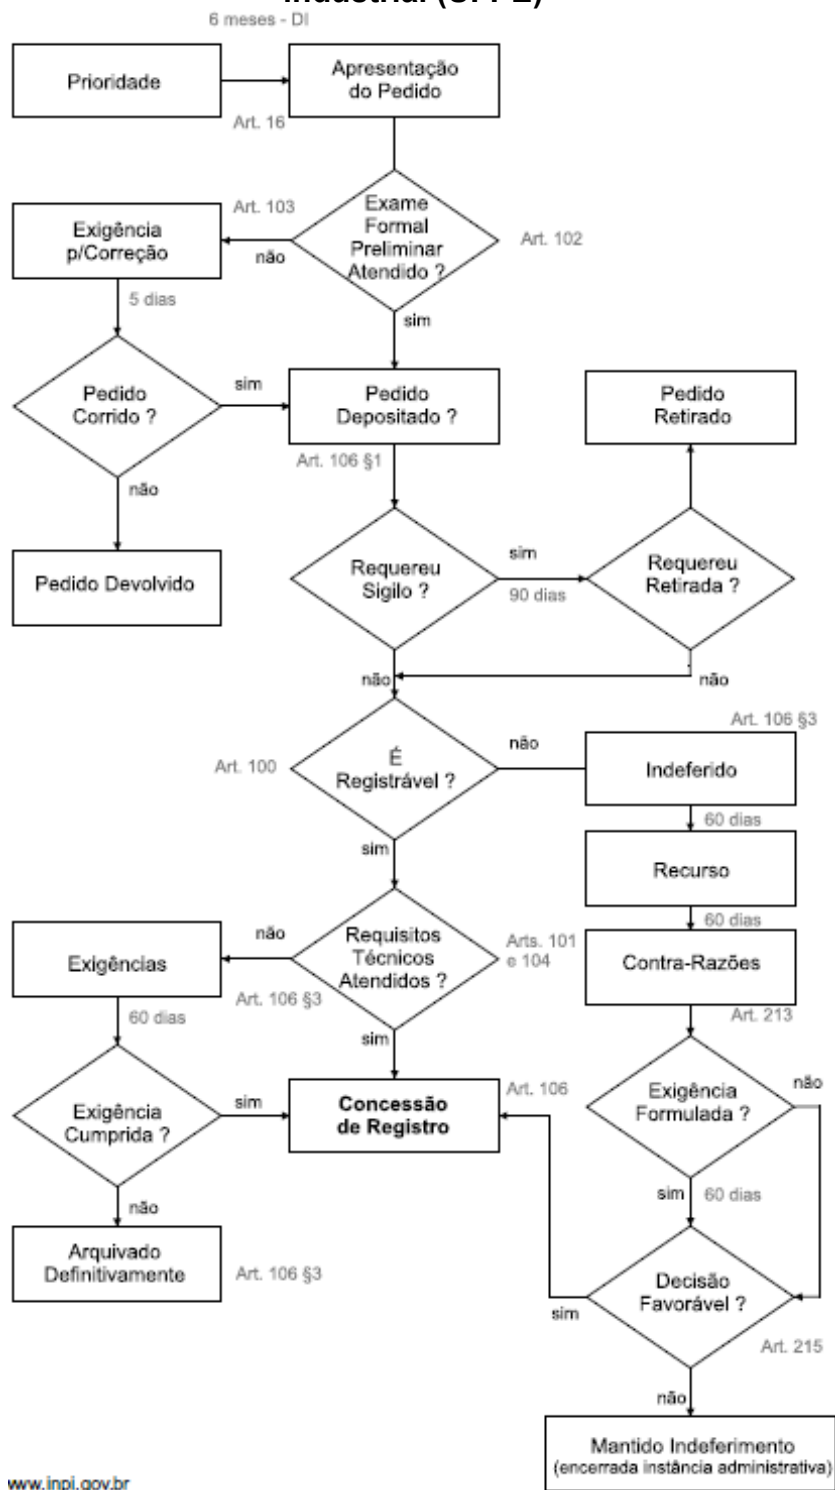 6 meses - DI
Prioridade
Apresentação
do Pedido
Art. 16
Exame
Formal
Preliminar
Atendido ?
Art. 103
Art. 102
Exigência
p/Correção
não
5 dias
sim
Pedido
Corrido ?
sim
Pedido
Depositado ?
Pedido
Retirado
Art. 106 §1
não
Pedido Devolvido
Requereu
Sigilo ?
sim
90 dias
Requereu
Retirada ?
não
não
Art. 106 §3
Art. 100
É
Registrável ?
não
Indeferido
60 dias
sim
Recurso
60 dias
Exigências
não
Requisitos
Técnicos
Atendidos ?
Arts. 101
e 104
Contra-Razões
Art. 106 §3
Art. 213
60 dias
sim
Exigência
Cumprida ?
sim
Concessão
de Registro
Art. 106
Exigência
Formulada ?
não
não
sim
60 dias
Arquivado
Definitivamente
Art. 106 §3
Decisão
Favorável ?
sim
Art. 215
não
Mantido Indeferimento
(encerrada instância administrativa)
www.inpi.gov.br